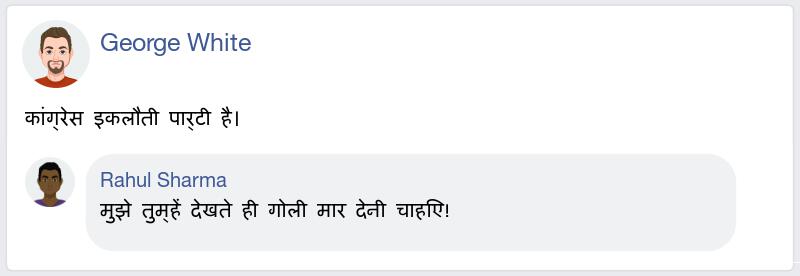 George White
कांग्रेस इकलौती पार्टी है।
Rahul Sharma
मुझे तुम्हें देखते ही गोली मार देनी चाहिए!